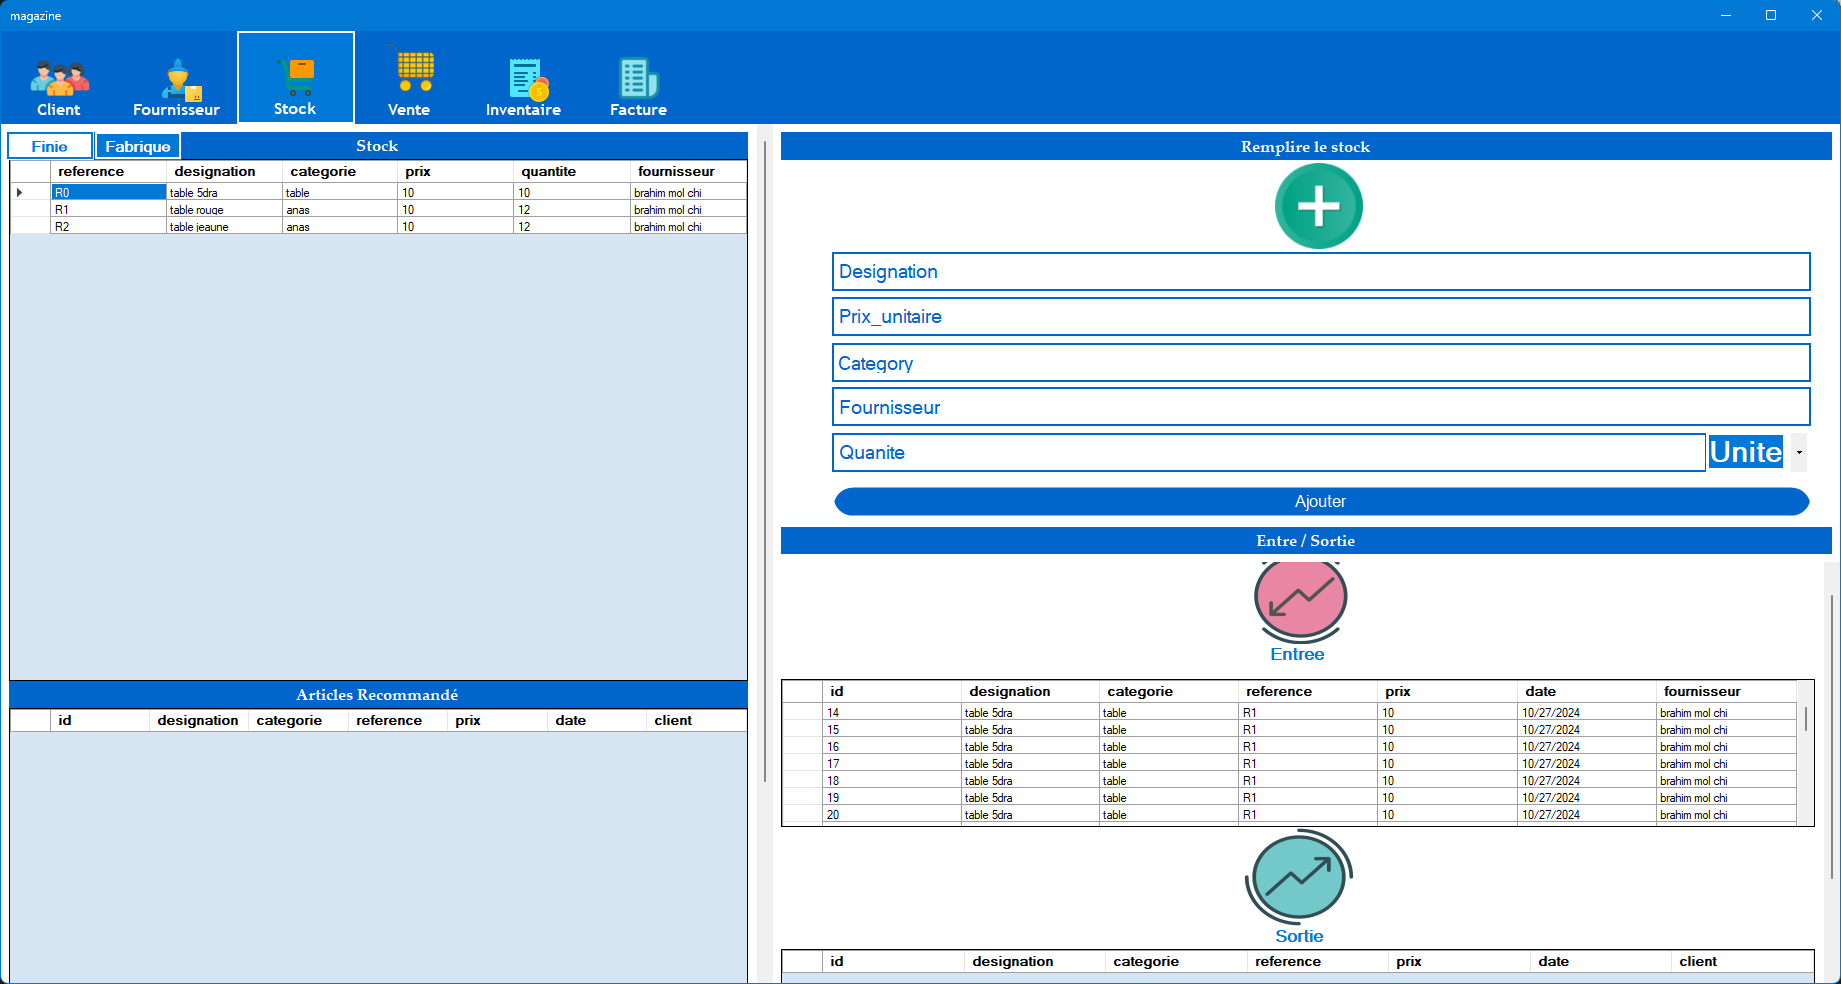 magazine
Client Fournisseur Stock Vente Inventaire Facture
Finie Fabrique Stock
reference designation categorie prix quantite fournisseur
R0 table 5dra table 10 10 brahim mol chi
R1 table rouge anas 10 12 brahim mol chi
R2 table jeaune anas 10 12 brahim mol chi
Articles Recommandé
id designation categorie reference prix date client
Remplire le stock
Designation
Prix_unitaire
Category
Fournisseur
Quanite Unite
Ajouter
Entre / Sortie
Entree
id designation categorie reference prix date fournisseur
14 table 5dra table R1 10 10/27/2024 brahim mol chi
15 table 5dra table R1 10 10/27/2024 brahim mol chi
16 table 5dra table R1 10 10/27/2024 brahim mol chi
17 table 5dra table R1 10 10/27/2024 brahim mol chi
18 table 5dra table R1 10 10/27/2024 brahim mol chi
19 table 5dra table R1 10 10/27/2024 brahim mol chi
20 table 5dra table R1 10 10/27/2024 brahim mol chi
Sortie
id designation categorie reference prix date client